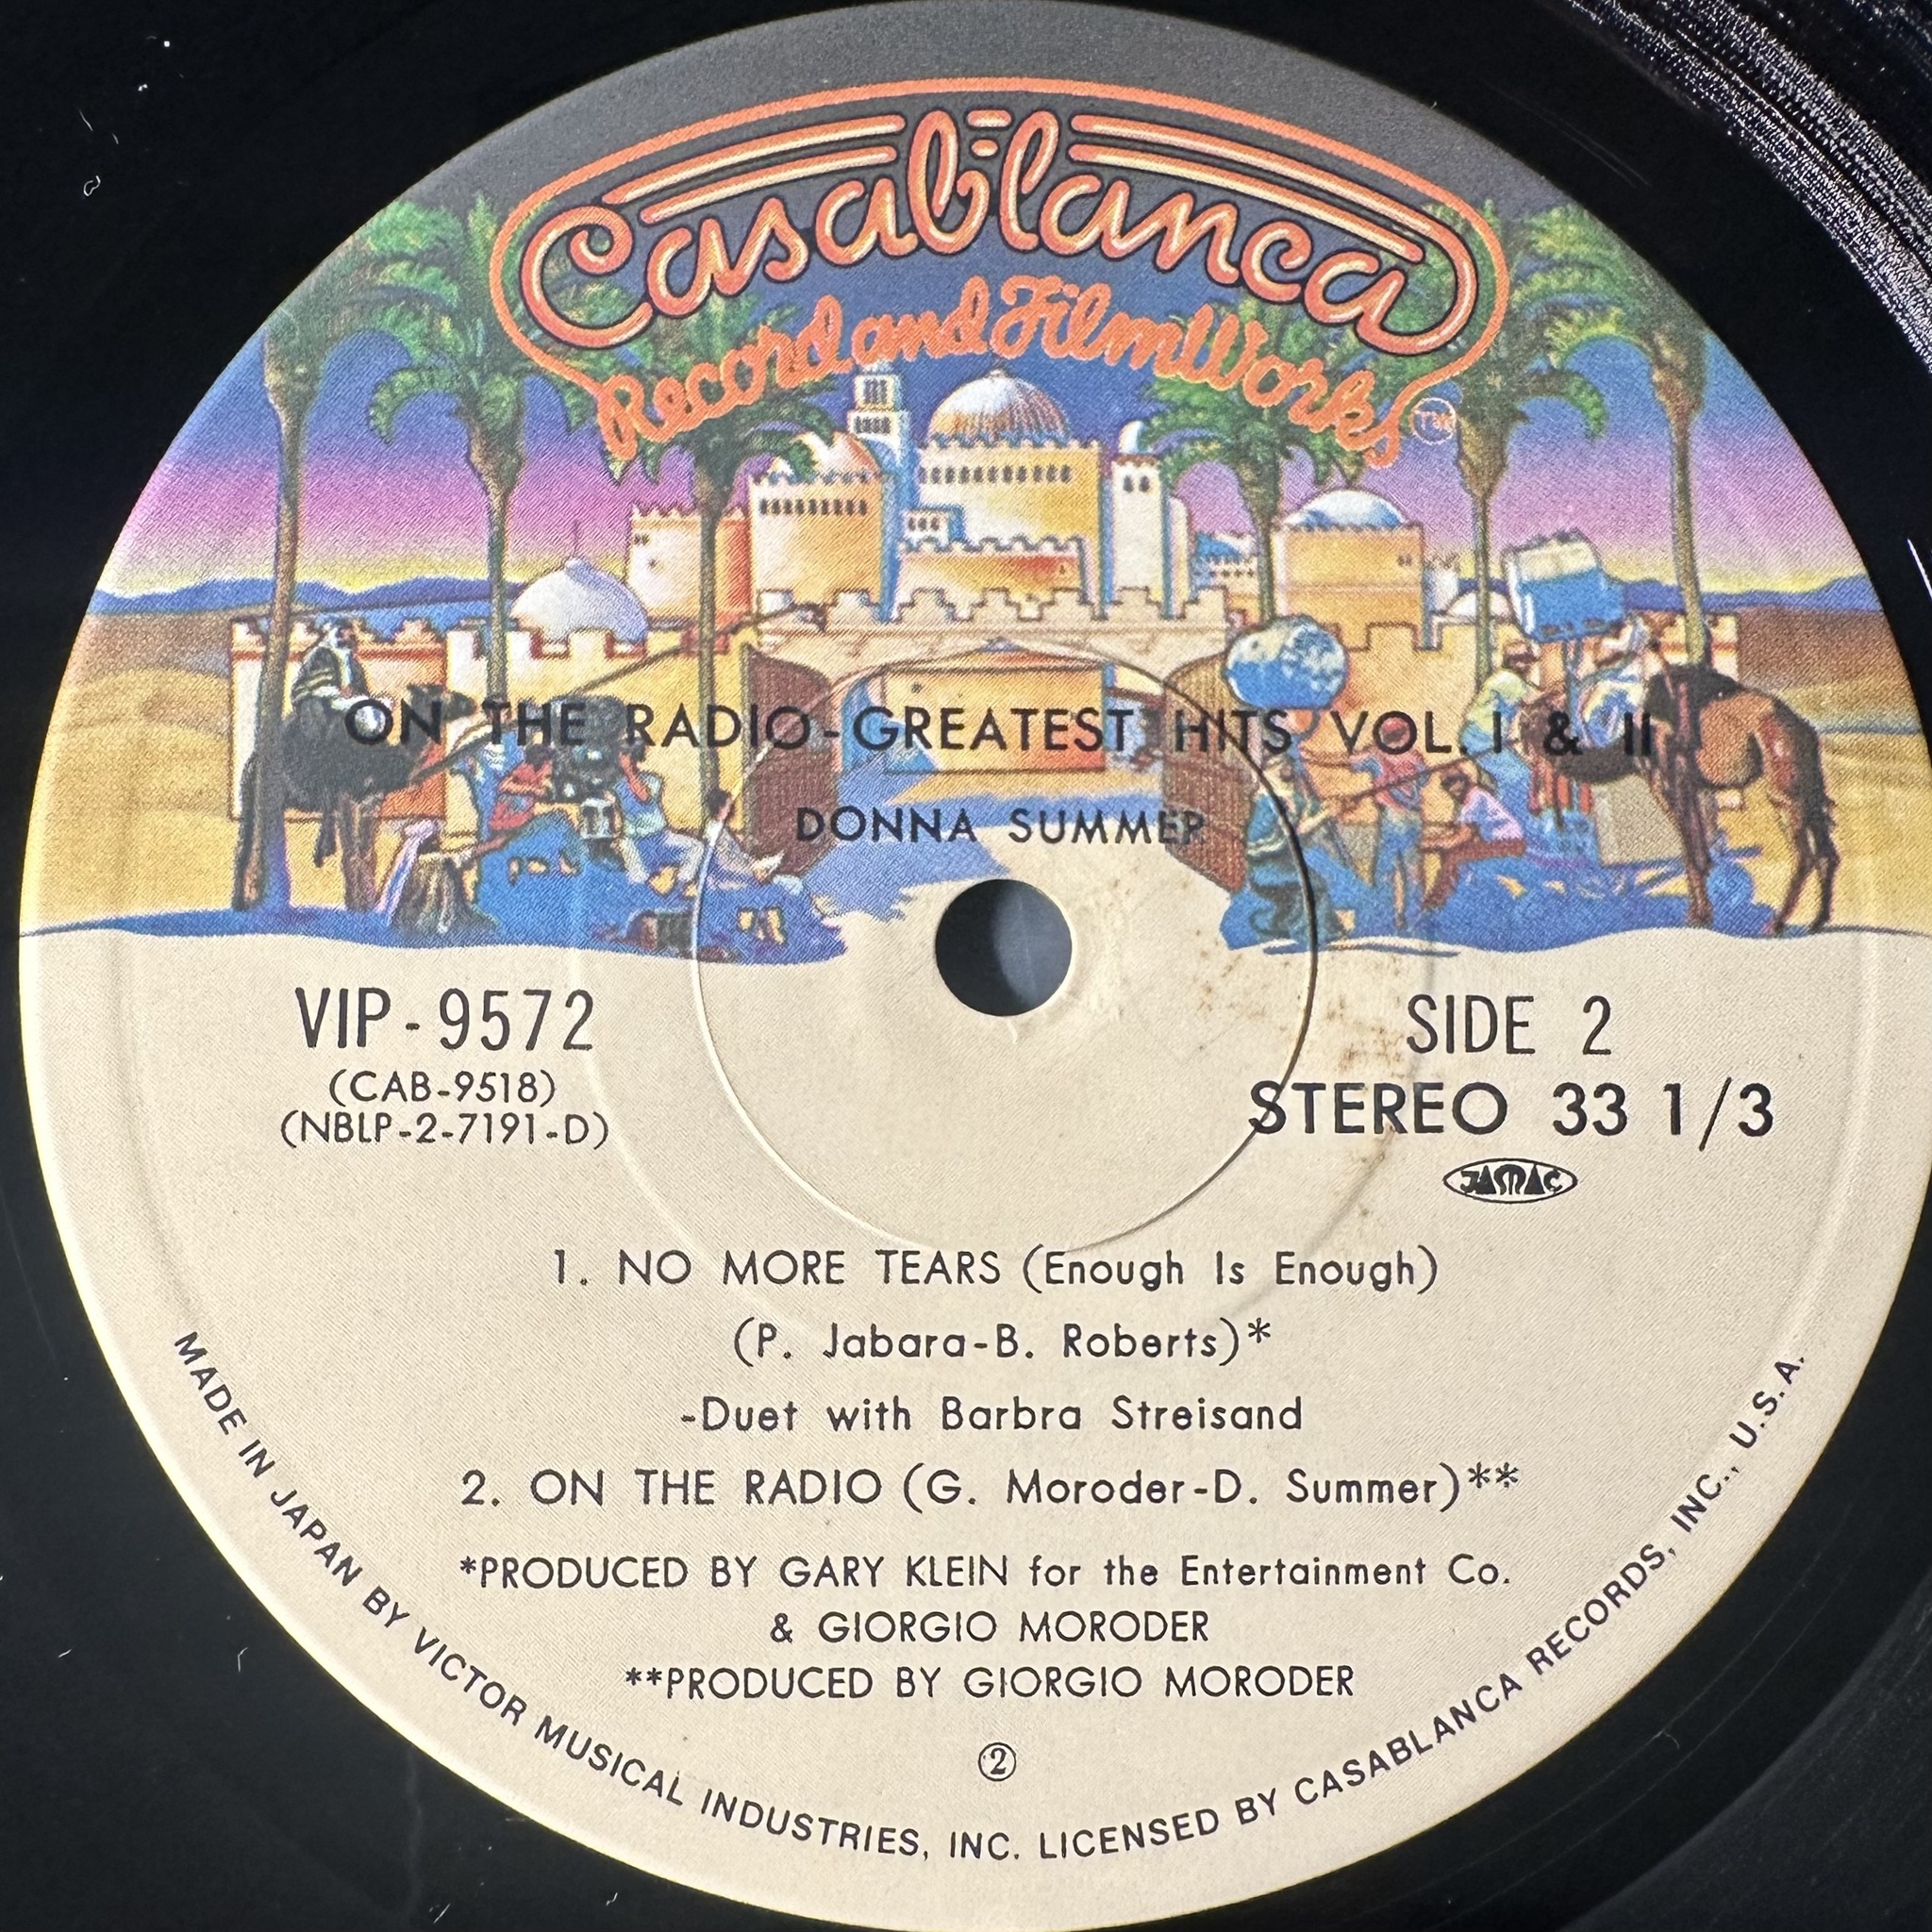 Casablanca
Record and FilmWorks TM
ON THE RADIO-GREATEST HITS VOL. I & II
DONNA SUMMER
VIP-9572
(CAB-9518)
(NBLP-2-7191-D)
SIDE 2
STEREO 33 1/3
JASRAC
1. NO MORE TEARS (Enough Is Enough)
(P. Jabara-B. Roberts)*
-Duet with Barbra Streisand
2. ON THE RADIO (G. Moroder-D. Summer)**
*PRODUCED BY GARY KLEIN for the Entertainment Co.
& GIORGIO MORODER
**PRODUCED BY GIORGIO MORODER
②
MADE IN JAPAN BY VICTOR MUSICAL INDUSTRIES, INC. LICENSED BY CASABLANCA RECORDS, INC., U.S.A.